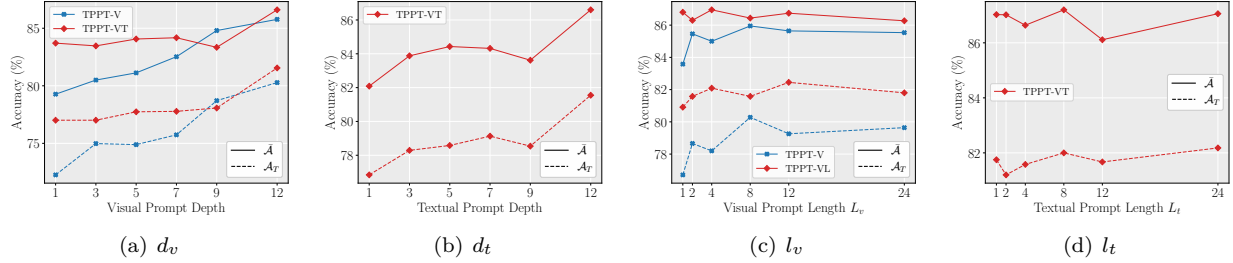 Accuracy (%)
85
80
75
TPPT-V
TPPT-VT
Ā
A_T
1 3 5 7 9 12
Visual Prompt Depth
(a) d_v
Accuracy (%)
86
84
82
80
78
TPPT-VT
Ā
A_T
1 3 5 7 9 12
Textual Prompt Depth
(b) d_t
Accuracy (%)
86
84
82
80
78
TPPT-V
TPPT-VL
Ā
A_T
1 2 4 8 12 24
Visual Prompt Length L_v
(c) l_v
Accuracy (%)
86
84
82
TPPT-VT
Ā
A_T
1 2 4 8 12 24
Textual Prompt Length L_t
(d) l_t